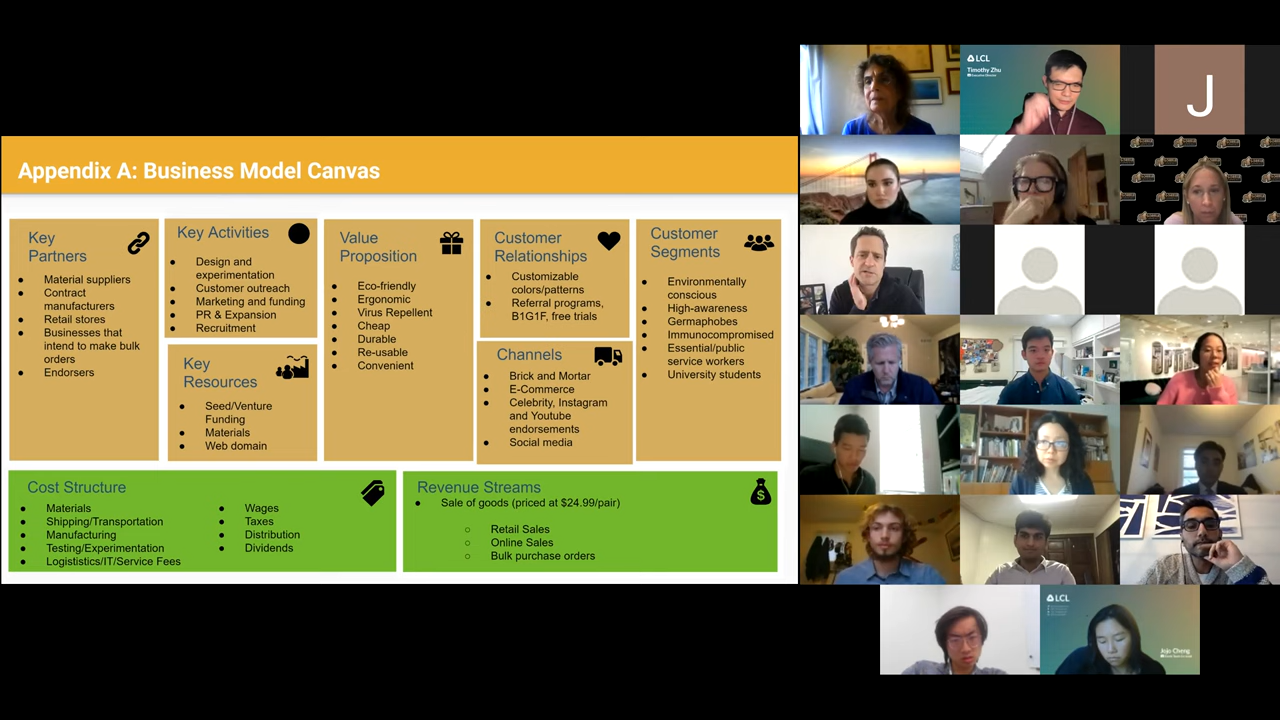 Appendix A: Business Model Canvas
Key
Partners
● Material suppliers
● Contract
manufacturers
● Retail stores
● Businesses that
intend to make bulk
orders
● Endorsers
Key Activities
● Design and
experimentation
● Customer outreach
● Marketing and funding
● PR & Expansion
● Recruitment
Key
Resources
● Seed/Venture
Funding
● Materials
● Web domain
Value
Proposition
● Eco-friendly
● Ergonomic
● Virus Repellent
● Cheap
● Durable
● Re-usable
● Convenient
Customer
Relationships
● Customizable
colors/patterns
● Referral programs,
B1G1F, free trials
Channels
● Brick and Mortar
● E-Commerce
● Celebrity, Instagram
and Youtube
endorsements
● Social media
Customer
Segments
● Environmentally
conscious
● High-awareness
● Germaphobes
● Immunocompromised
● Essential/public
service workers
● University students
Cost Structure
● Materials
● Shipping/Transportation
● Manufacturing
● Testing/Experimentation
● Logististics/IT/Service Fees
● Wages
● Taxes
● Distribution
● Dividends
Revenue Streams
$
● Sale of goods (priced at $24.99/pair)
○ Retail Sales
○ Online Sales
○ Bulk purchase orders
LCL
Timothy Zhu
Executive Director
J
LCL
Jojo Cheng